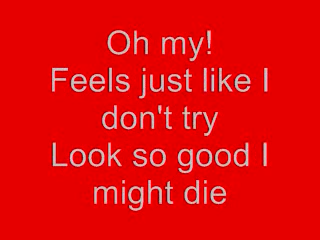 Oh my!
Feels just like I
don't try
Look so good I
might die